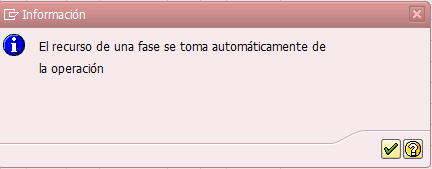 Información
El recurso de una fase se toma automáticamente de
la operación